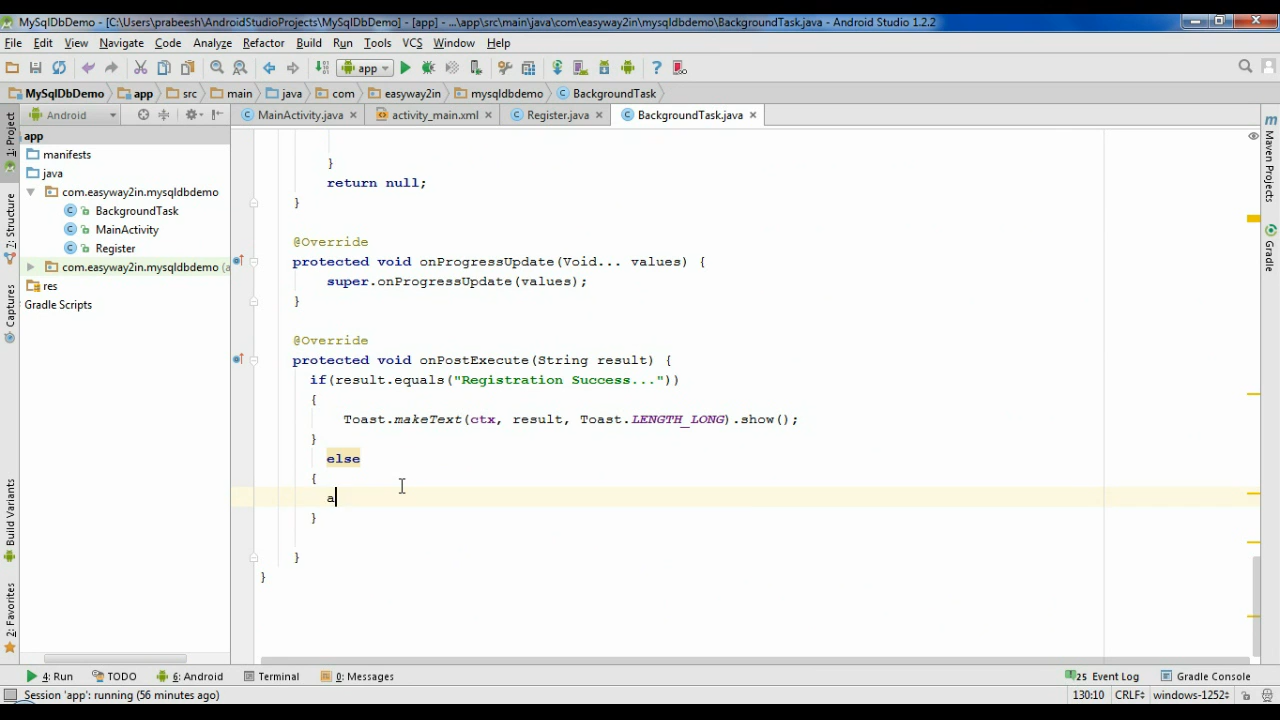 MySqlDbDemo - [C:\Users\prabeesh\AndroidStudioProjects\MySqlDbDemo] - [app] - ...\app\src\main\java\com\easyway2in\mysqldbdemo\BackgroundTask.java - Android Studio 1.2.2
File Edit View Navigate Code Analyze Refactor Build Run Tools VCS Window Help
app
MySqlDbDemo app src main java com easyway2in mysqldbdemo BackgroundTask
Android
MainActivity.java activity_main.xml Register.java BackgroundTask.java
1: Project
7: Structure
Captures
Build Variants
2: Favorites
app
manifests
java
com.easyway2in.mysqldbdemo
BackgroundTask
MainActivity
Register
com.easyway2in.mysqldbdemo (a
res
Gradle Scripts
}
return null;
}
@Override
protected void onProgressUpdate(Void... values) {
super.onProgressUpdate(values);
}
@Override
protected void onPostExecute(String result) {
if(result.equals("Registration Success..."))
{
Toast.makeText(ctx, result, Toast.LENGTH_LONG).show();
}
else
{
a
}
}
}
Maven Projects
Gradle
4: Run TODO 6: Android Terminal 0: Messages 25 Event Log Gradle Console
Session 'app': running (56 minutes ago) 130:10 CRLF windows-1252